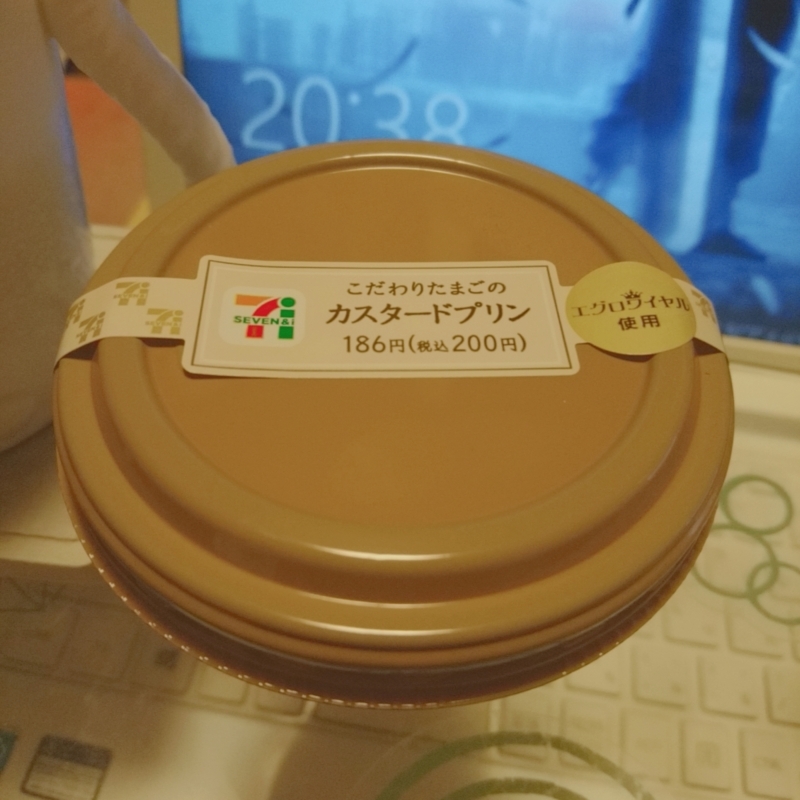 20:38
SEVEN&i
こだわりたまごの
カスタードプリン
186円(税込200円)
エグロワイヤル
使用